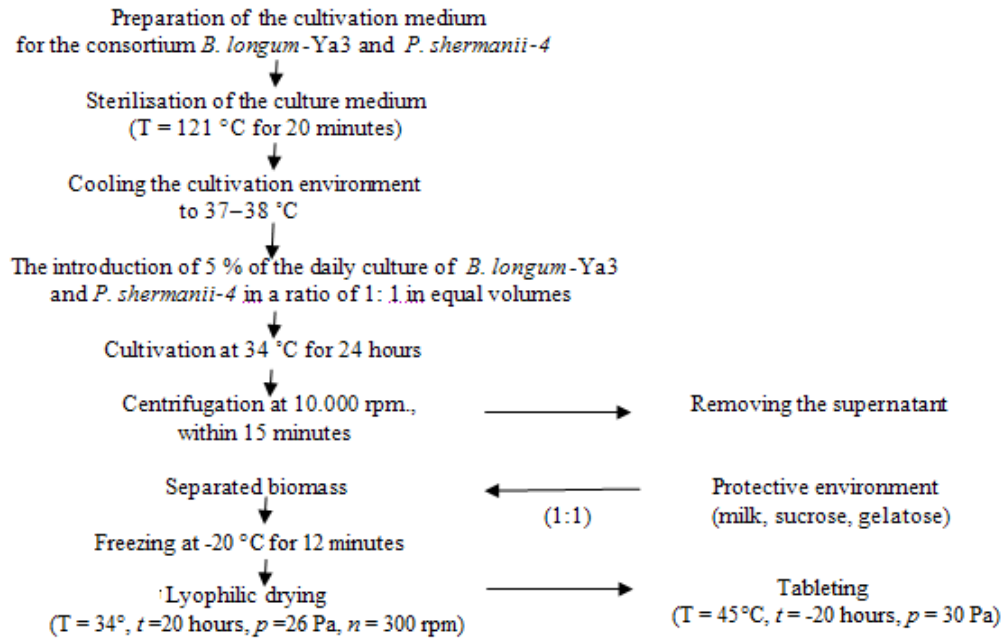 Preparation of the cultivation medium
for the consortium B. longum-Ya3 and P. shermanii-4
Sterilisation of the culture medium
(T = 121 °C for 20 minutes)
Cooling the cultivation environment
to 37–38 °C
The introduction of 5 % of the daily culture of B. longum-Ya3
and P. shermanii-4 in a ratio of 1: 1 in equal volumes
Cultivation at 34 °C for 24 hours
Centrifugation at 10.000 rpm.,
within 15 minutes
Removing the supernatant
Separated biomass
(1:1)
Protective environment
(milk, sucrose, gelatose)
Freezing at -20 °C for 12 minutes
Lyophilic drying
(T = 34°, t =20 hours, p =26 Pa, n = 300 rpm)
Tableting
(T = 45°C, t = -20 hours, p = 30 Pa)